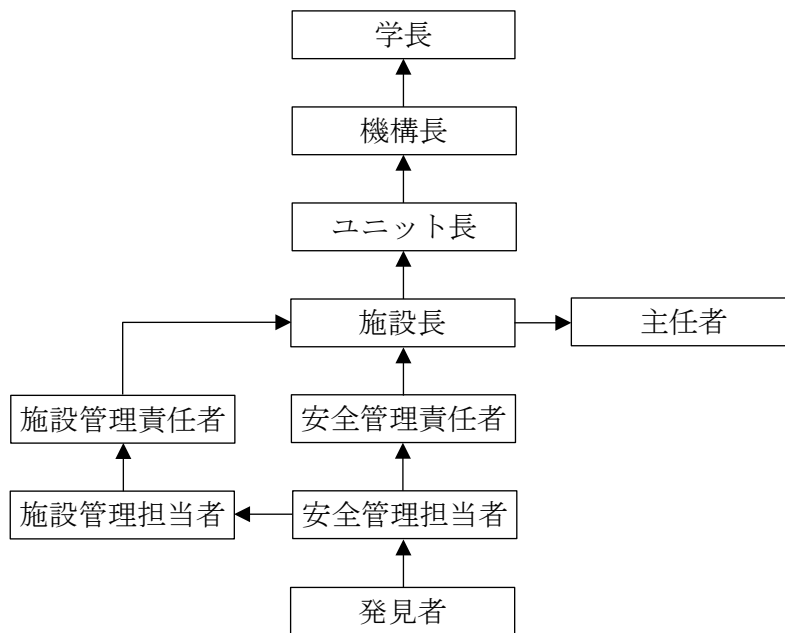 学長
機構長
ユニット長
施設長
主任者
施設管理責任者
安全管理責任者
施設管理担当者
安全管理担当者
発見者